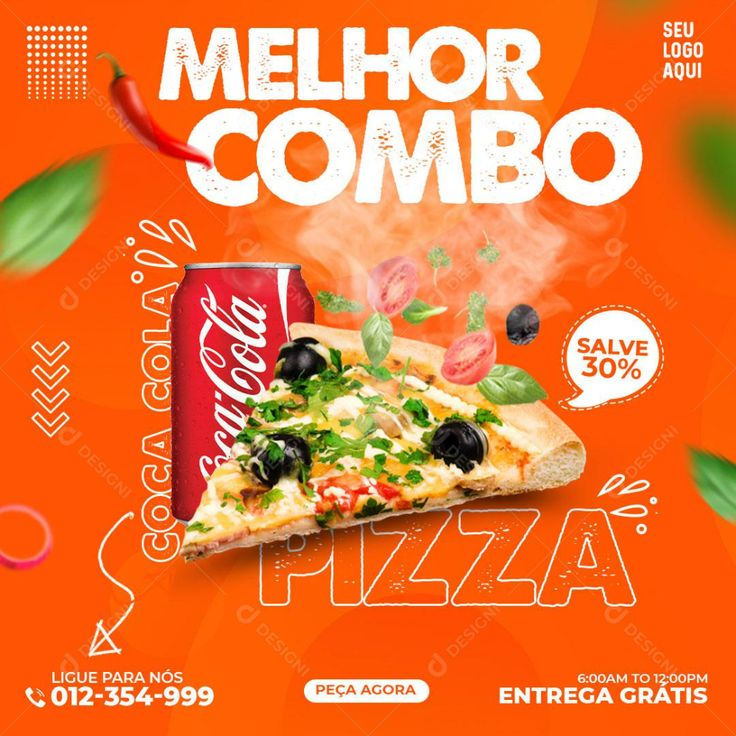 MELHOR
COMBO
SEU
LOGO
AQUI
COCA COLA
Coca-Cola
SALVE
30%
PIZZA
LIGUE PARA NÓS
012-354-999
PEÇA AGORA
6:00AM TO 12:00PM
ENTREGA GRÁTIS
DESIGNI